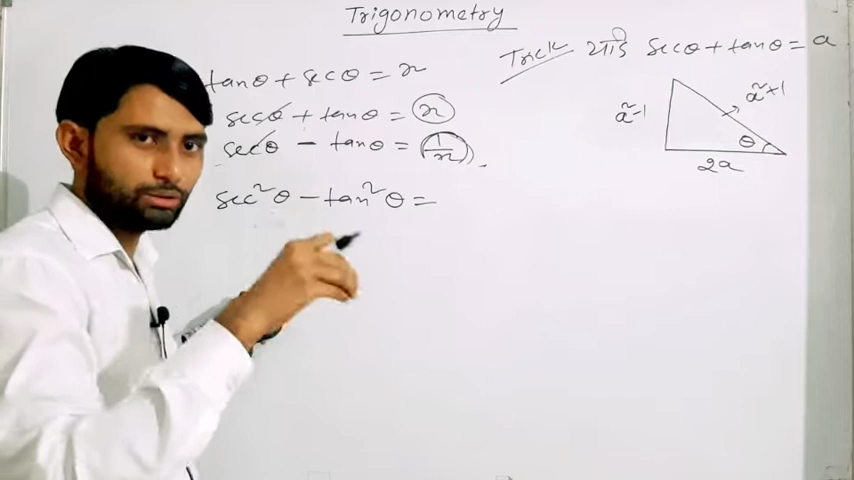 Trigonometry
tanθ + secθ = x
secθ + tanθ = x
secθ - tanθ = 1/x
sec²θ - tan²θ =
Trick यदि secθ + tanθ = a
a²-1
a²+1
θ
2a